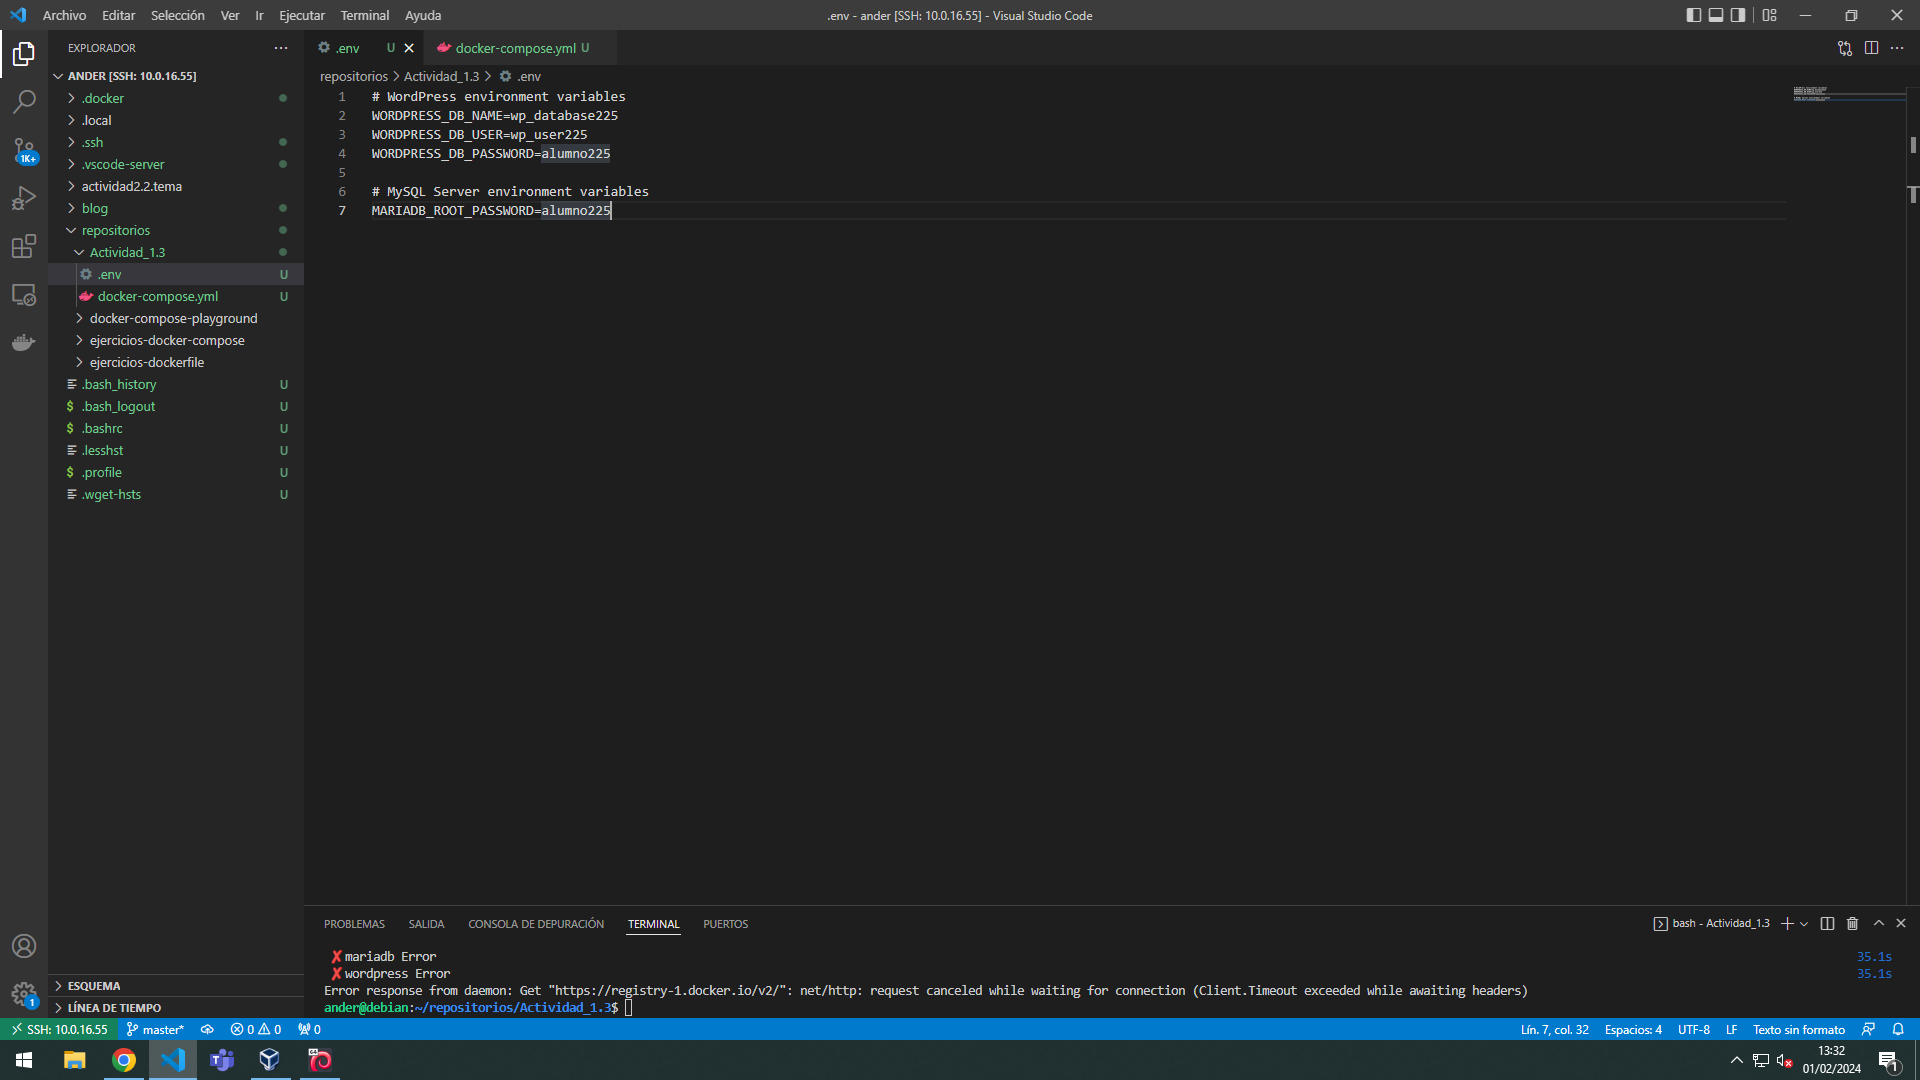 Archivo Editar Selección Ver Ir Ejecutar Terminal Ayuda
.env - ander [SSH: 10.0.16.55] - Visual Studio Code
EXPLORADOR
ANDER [SSH: 10.0.16.55]
.docker
.local
.ssh
.vscode-server
actividad2.2.tema
blog
repositorios
Actividad_1.3
.env U
docker-compose.yml U
docker-compose-playground
ejercicios-docker-compose
ejercicios-dockerfile
.bash_history U
.bash_logout U
.bashrc U
.lesshst U
.profile U
.wget-hsts U
ESQUEMA
LÍNEA DE TIEMPO
1K+
1
.env U
docker-compose.yml U
repositorios > Actividad_1.3 > .env
1 # WordPress environment variables
2 WORDPRESS_DB_NAME=wp_database225
3 WORDPRESS_DB_USER=wp_user225
4 WORDPRESS_DB_PASSWORD=alumno225
5
6 # MySQL Server environment variables
7 MARIADB_ROOT_PASSWORD=alumno225
PROBLEMAS SALIDA CONSOLA DE DEPURACIÓN TERMINAL PUERTOS
bash - Actividad_1.3
✘ mariadb Error 35.1s
✘ wordpress Error 35.1s
Error response from daemon: Get "https://registry-1.docker.io/v2/": net/http: request canceled while waiting for connection (Client.Timeout exceeded while awaiting headers)
ander@debian:~/repositorios/Actividad_1.3$
SSH: 10.0.16.55 master* 0 0 0
Lín. 7, col. 32 Espacios: 4 UTF-8 LF Texto sin formato
13:32
01/02/2024
1